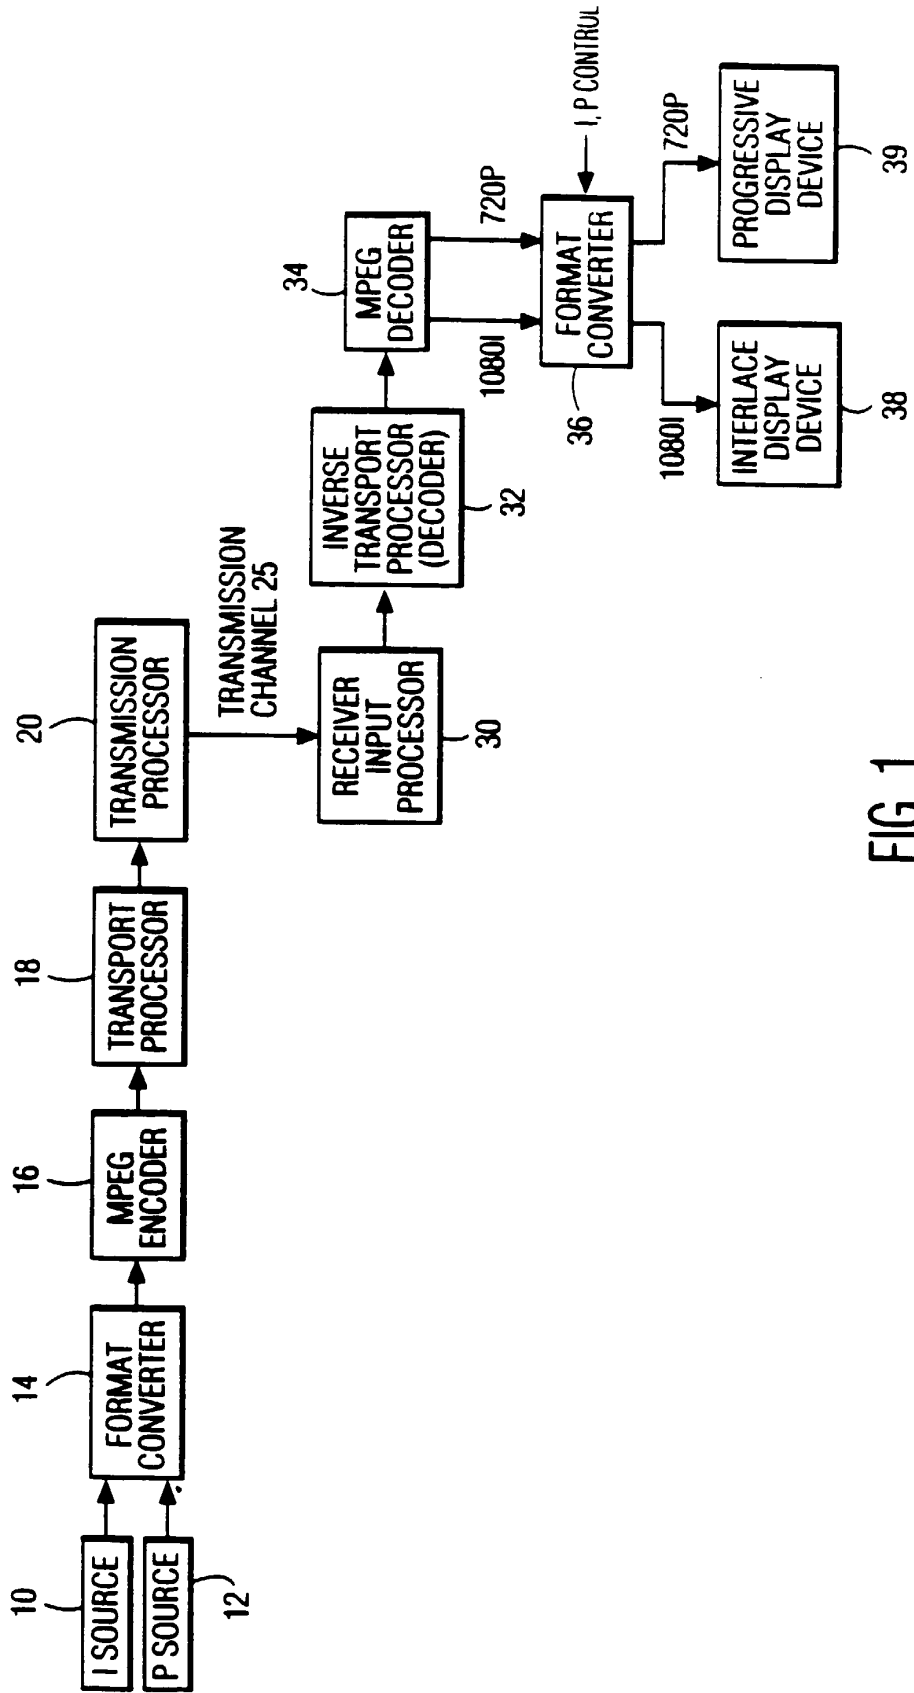 10
I SOURCE
P SOURCE
12
14
FORMAT
CONVERTER
16
MPEG
ENCODER
18
TRANSPORT
PROCESSOR
20
TRANSMISSION
PROCESSOR
TRANSMISSION
CHANNEL 25
RECEIVER
INPUT
PROCESSOR
30
INVERSE
TRANSPORT
PROCESSOR
(DECODER)
32
34
MPEG
DECODER
1080I
720P
36
FORMAT
CONVERTER
I, P CONTROL
1080I
720P
INTERLACE
DISPLAY
DEVICE
38
PROGRESSIVE
DISPLAY
DEVICE
39
FIG. 1